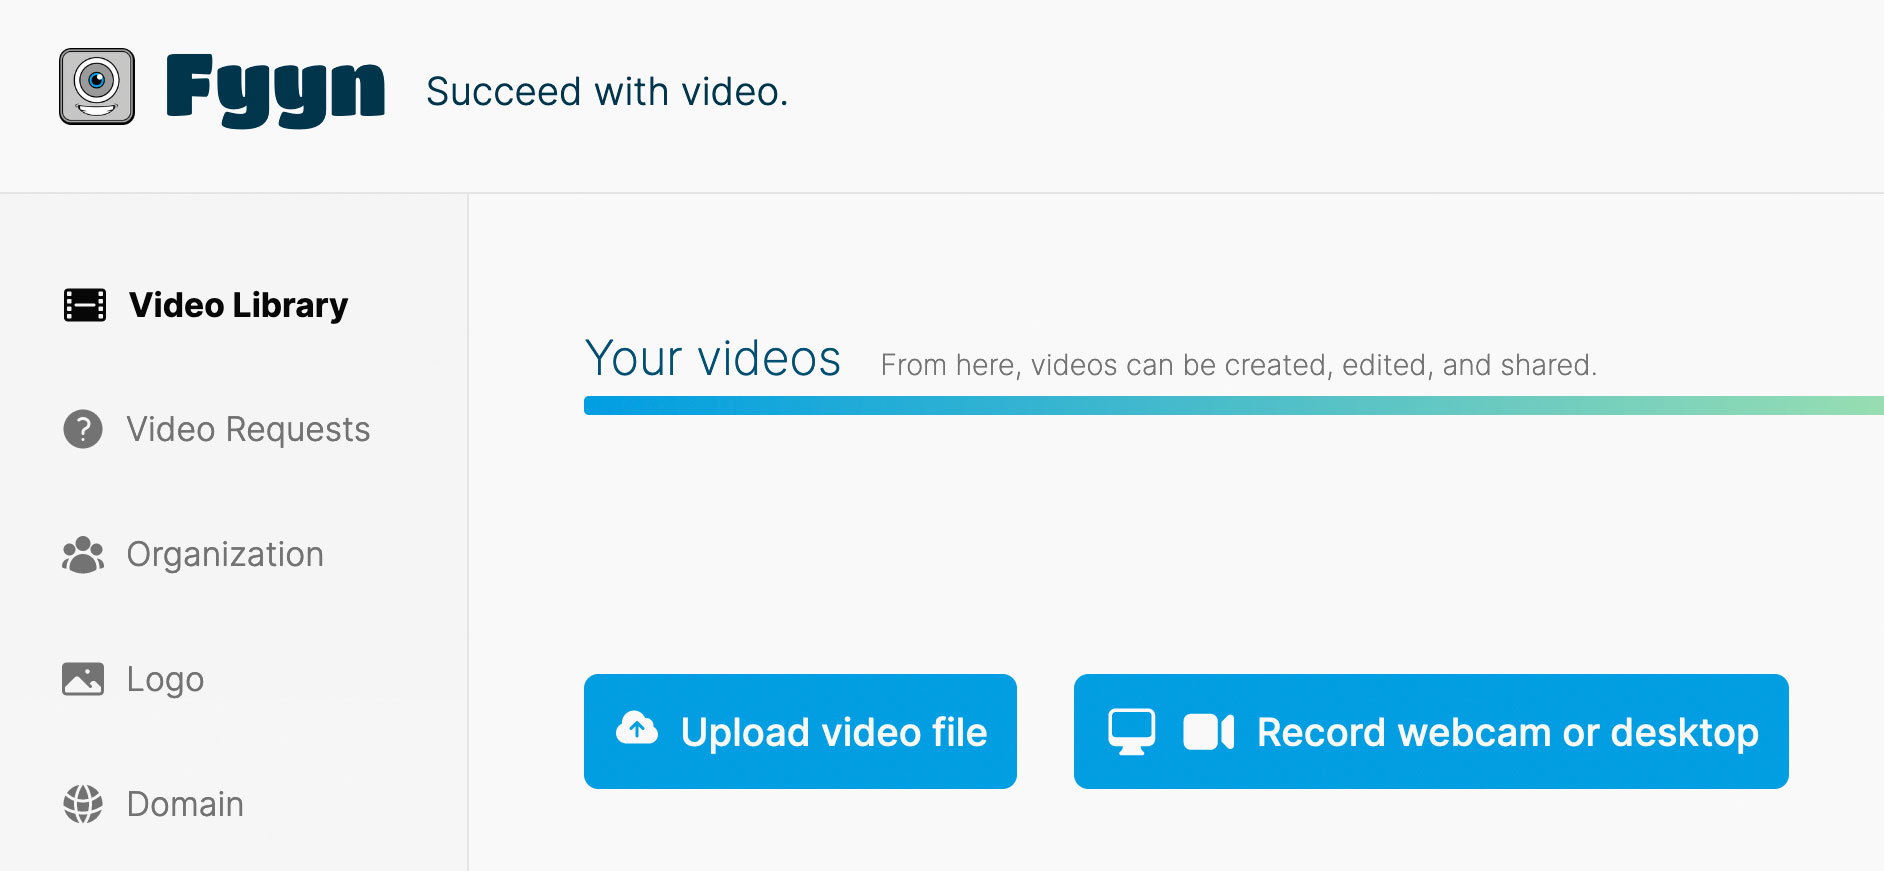 Fyyn
Succeed with video.
Video Library
Video Requests
Organization
Logo
Domain
Your videos
From here, videos can be created, edited, and shared.
Upload video file
Record webcam or desktop